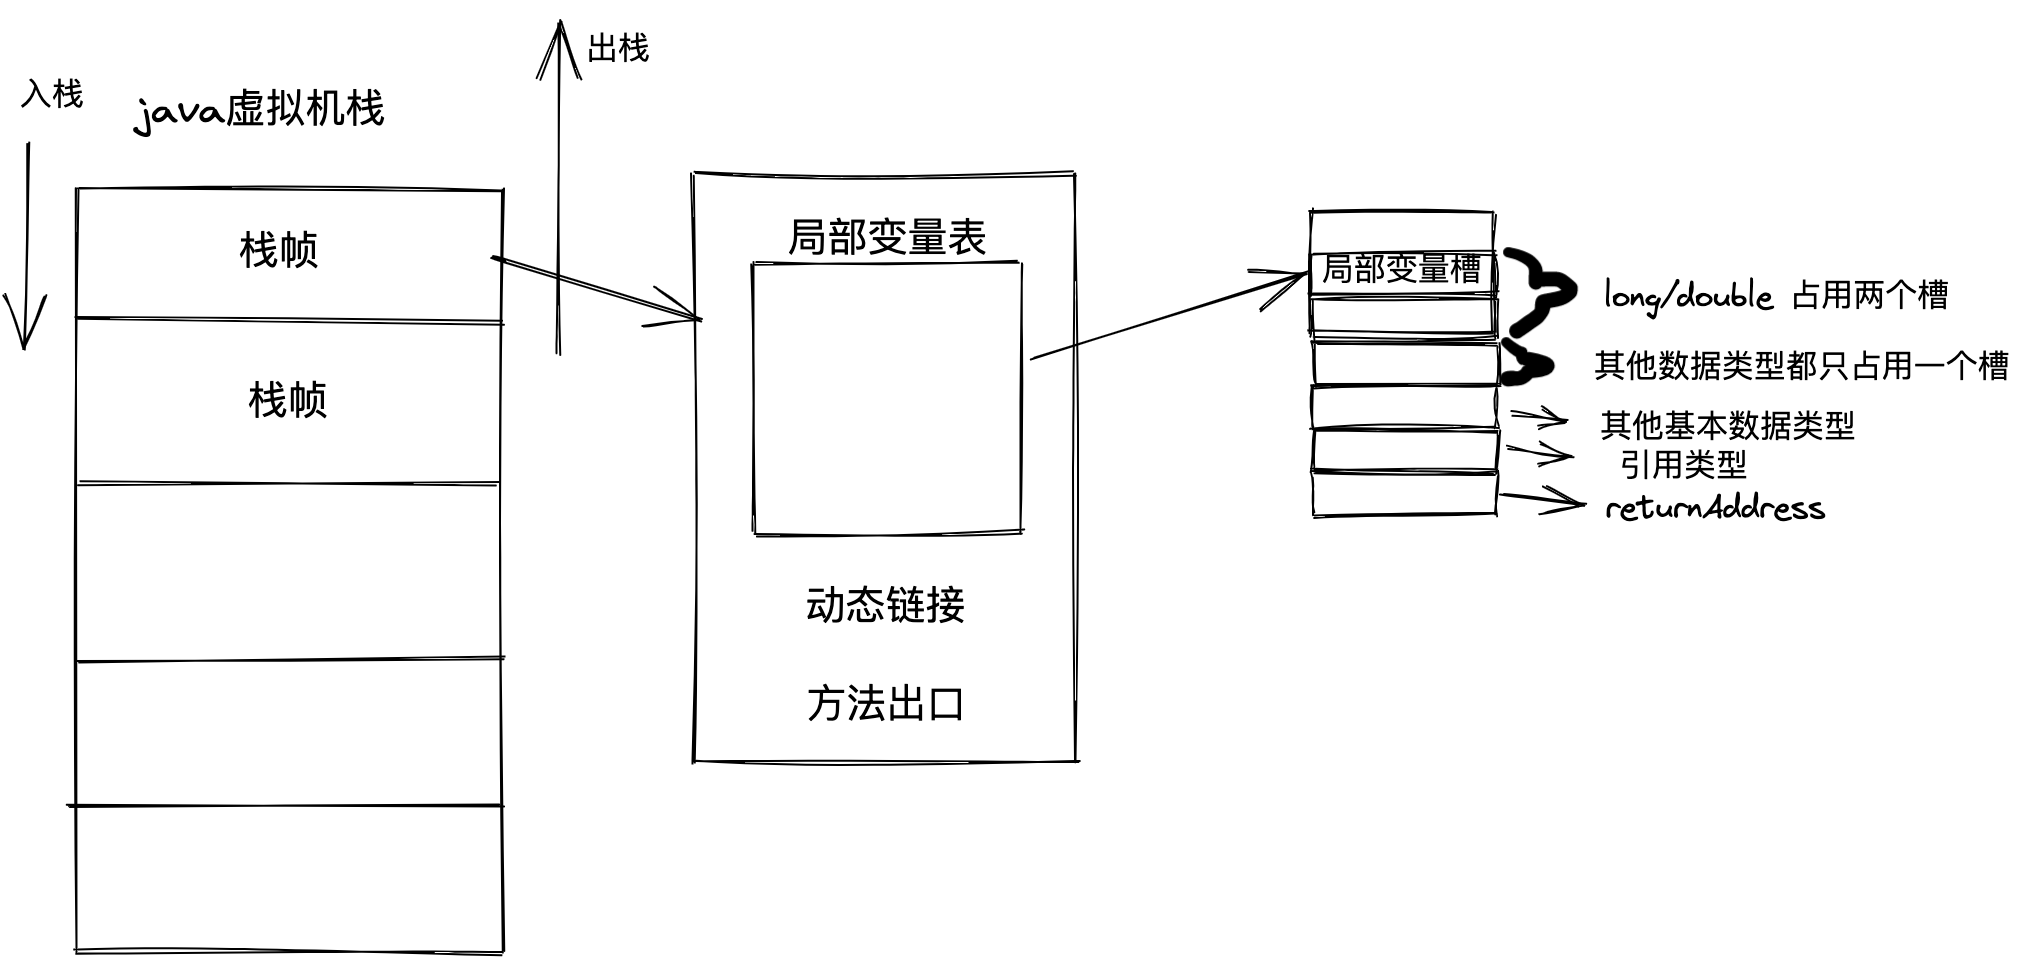 入栈
java虚拟机栈
出栈
栈帧
栈帧
局部变量表
动态链接
方法出口
局部变量槽
long/double 占用两个槽
其他数据类型都只占用一个槽
其他基本数据类型
引用类型
returnAddress